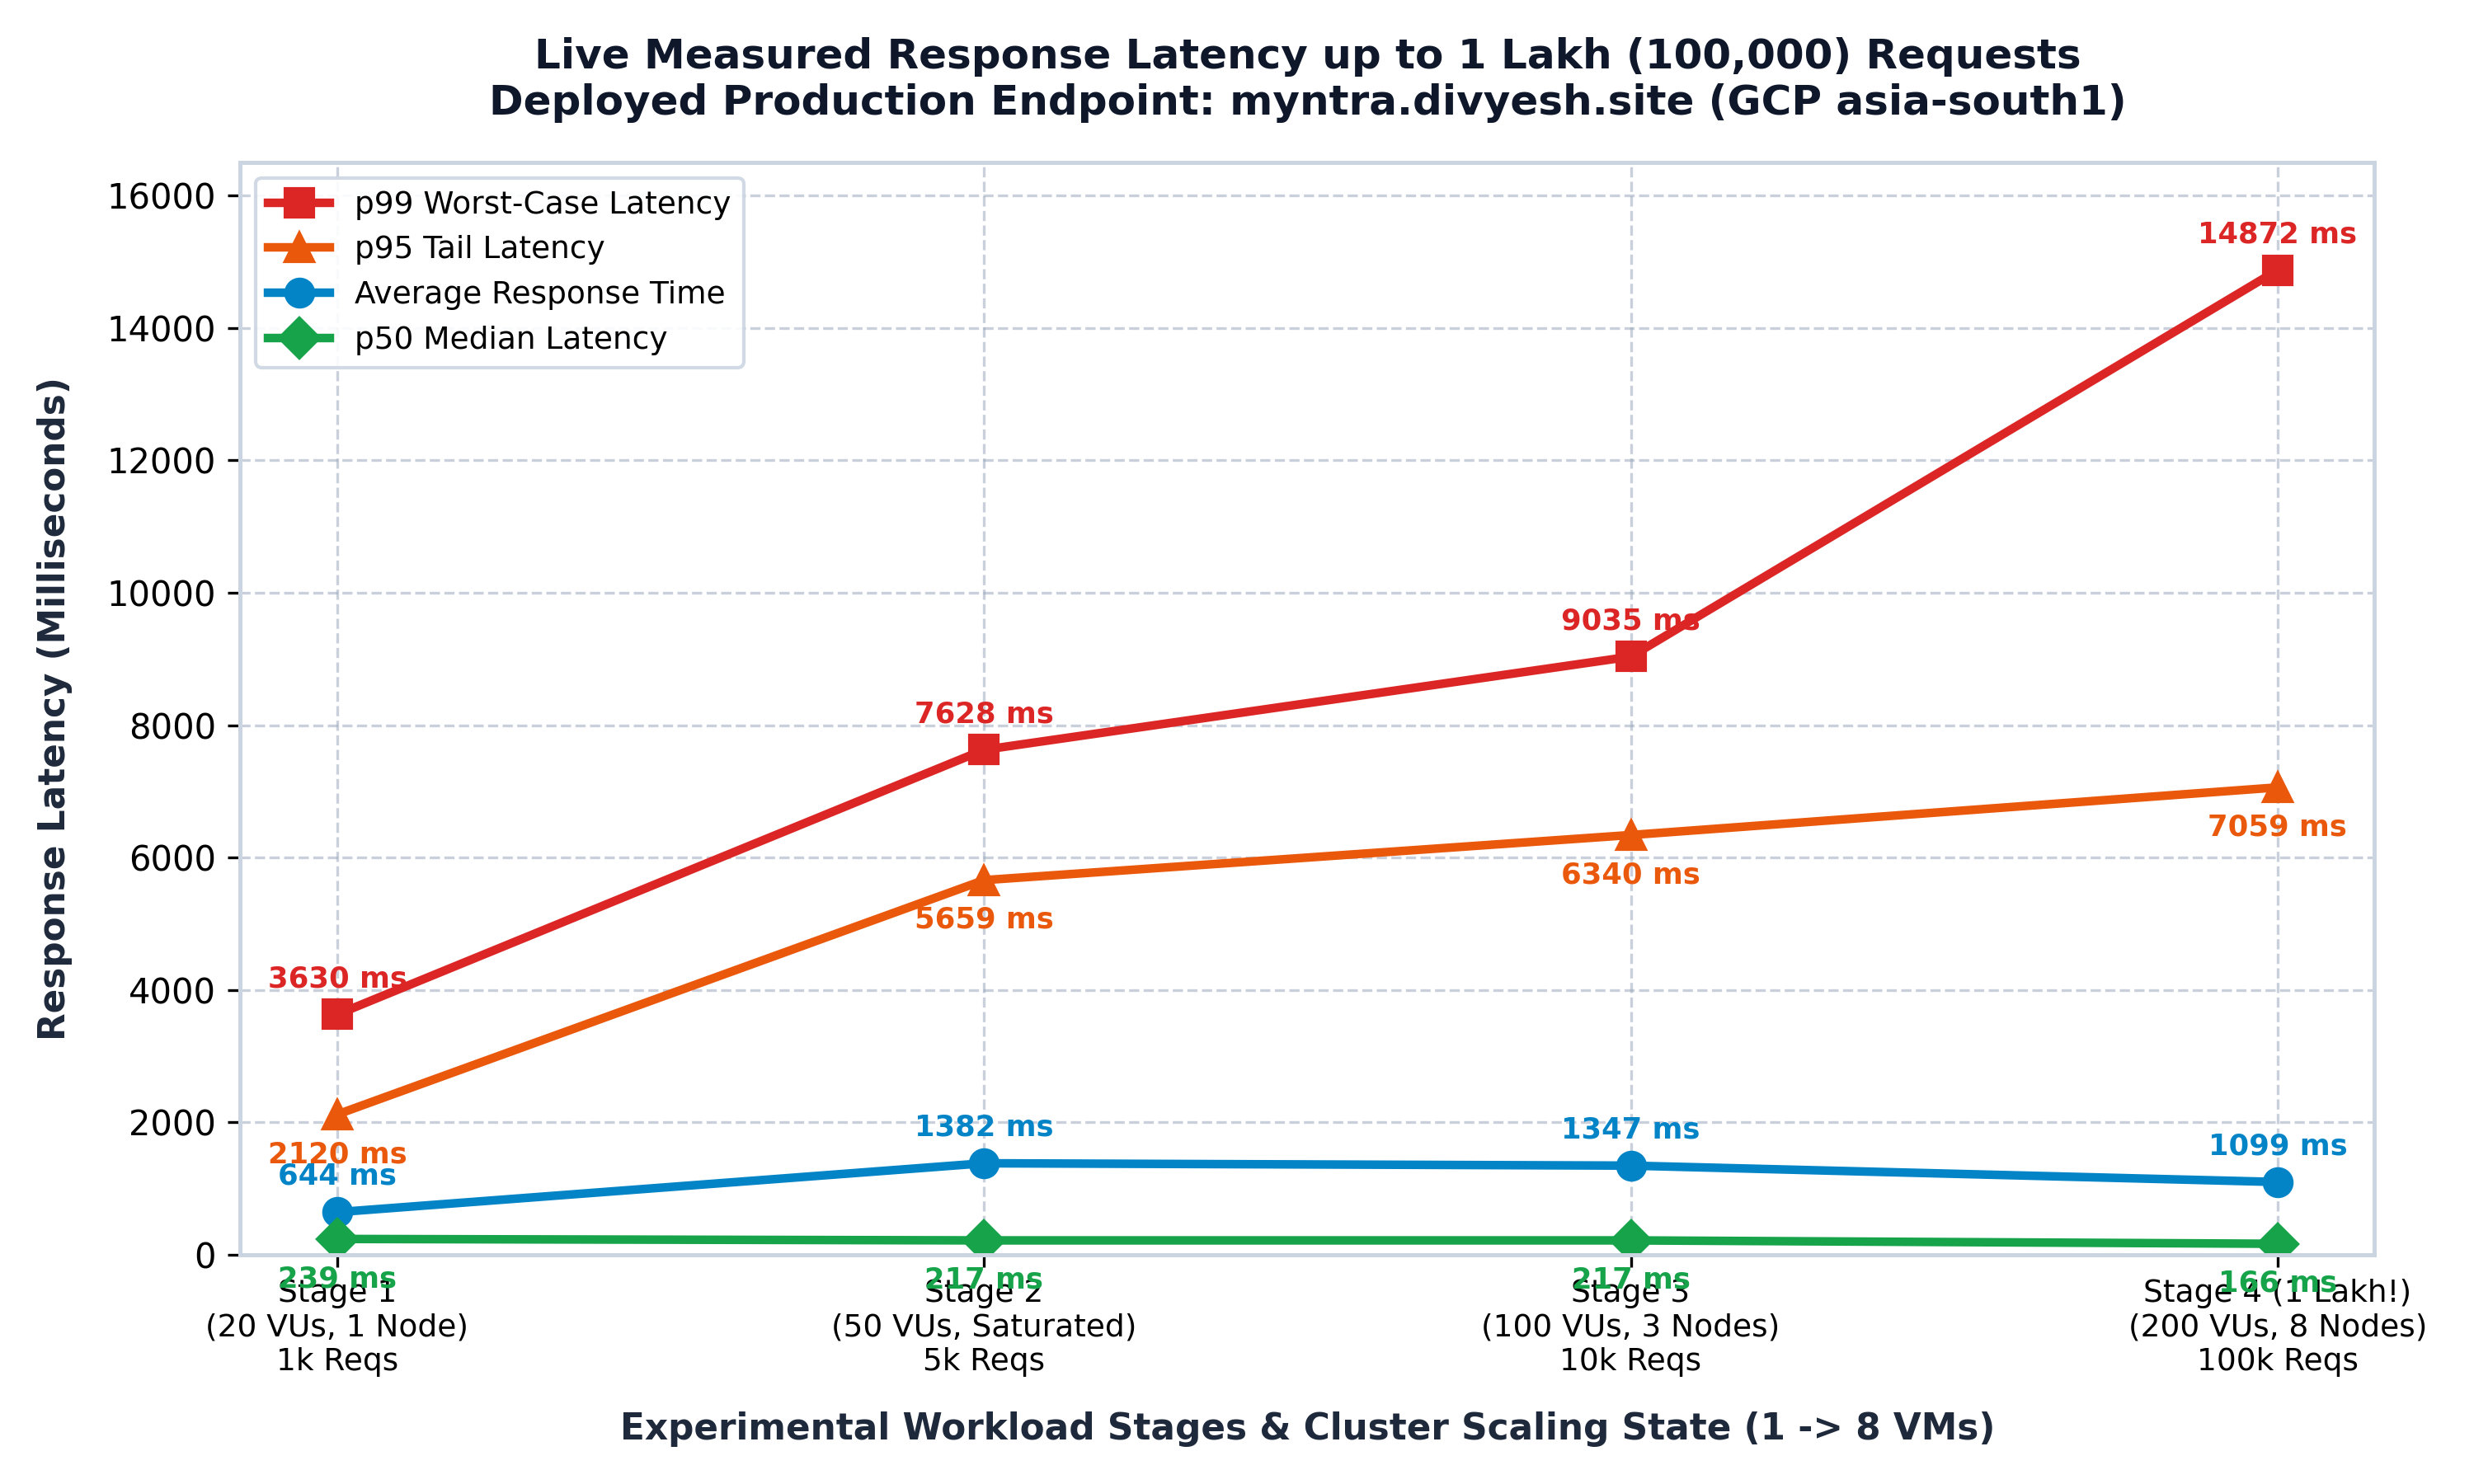 Live Measured Response Latency up to 1 Lakh (100,000) Requests
Deployed Production Endpoint: myntra.divyesh.site (GCP asia-south1)
Response Latency (Milliseconds)
16000
14000
12000
10000
8000
6000
4000
2000
0
p99 Worst-Case Latency
p95 Tail Latency
Average Response Time
p50 Median Latency
3630 ms
7628 ms
9035 ms
14872 ms
2120 ms
5659 ms
6340 ms
7059 ms
644 ms
1382 ms
1347 ms
1099 ms
239 ms
217 ms
217 ms
166 ms
Stage 1
(20 VUs, 1 Node)
1k Reqs
Stage 2
(50 VUs, Saturated)
5k Reqs
Stage 3
(100 VUs, 3 Nodes)
10k Reqs
Stage 4 (1 Lakh!)
(200 VUs, 8 Nodes)
100k Reqs
Experimental Workload Stages & Cluster Scaling State (1 -> 8 VMs)